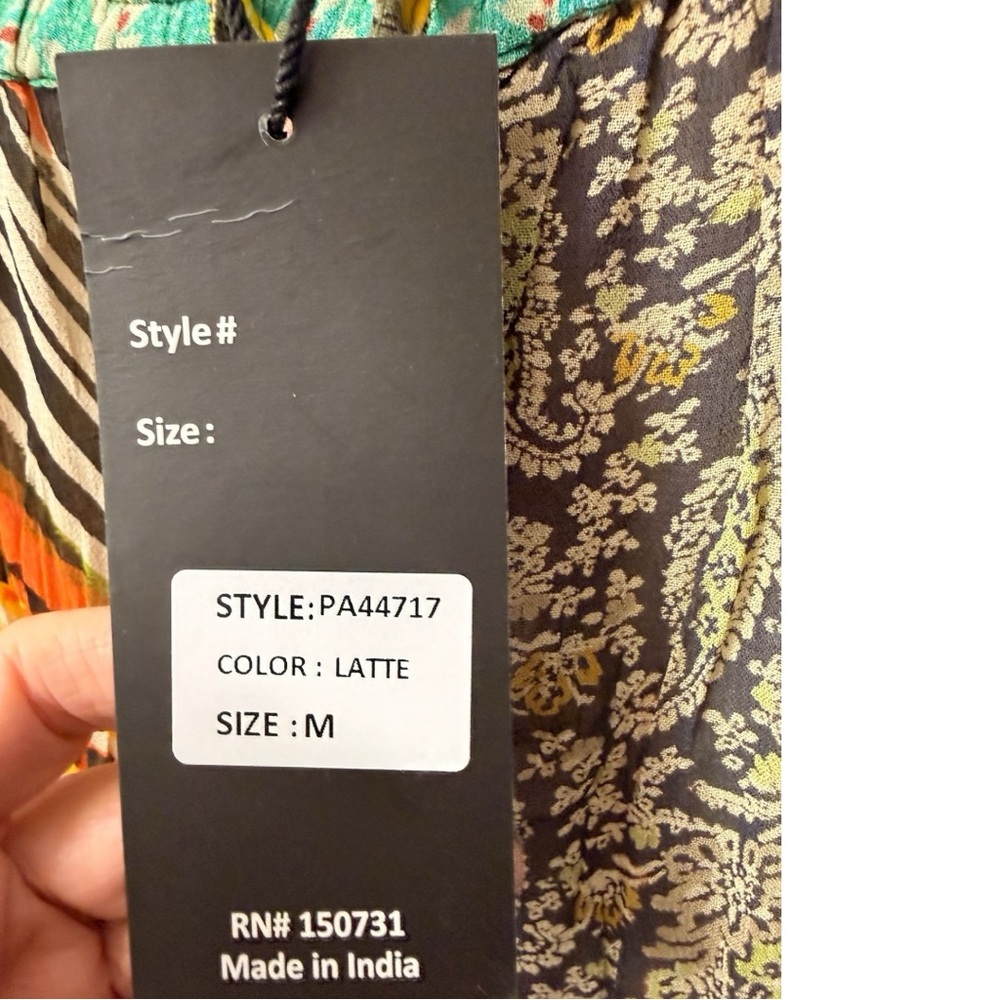 Style#
Size:
STYLE:PA44717
COLOR : LATTE
SIZE :M
RN# 150731
Made in India